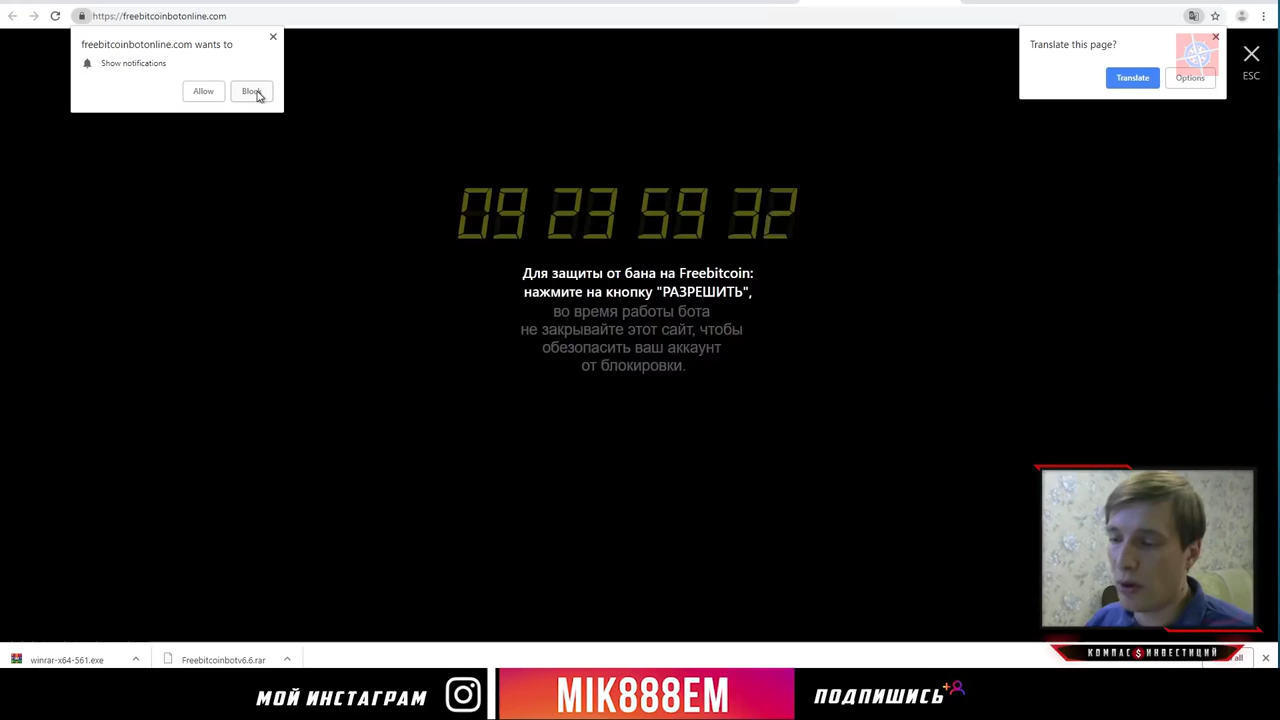 https://freebitcoinbotonline.com
freebitcoinbotonline.com wants to
Show notifications
Allow
Translate this page?
Translate
Options
ESC
09 23 59 32
Для защиты от бана на Freebitcoin:
нажмите на кнопку "РАЗРЕШИТЬ",
во время работы бота
не закрывайте этот сайт, чтобы
обезопасить ваш аккаунт
от блокировки.
КОМПАС $ ИНВЕСТИЦИЙ
winrar-x64-561.exe
Freebitcoinbotv6.6.rar
all
МОЙ ИНСТАГРАМ
MIK888EM
ПОДПИШИСЬ